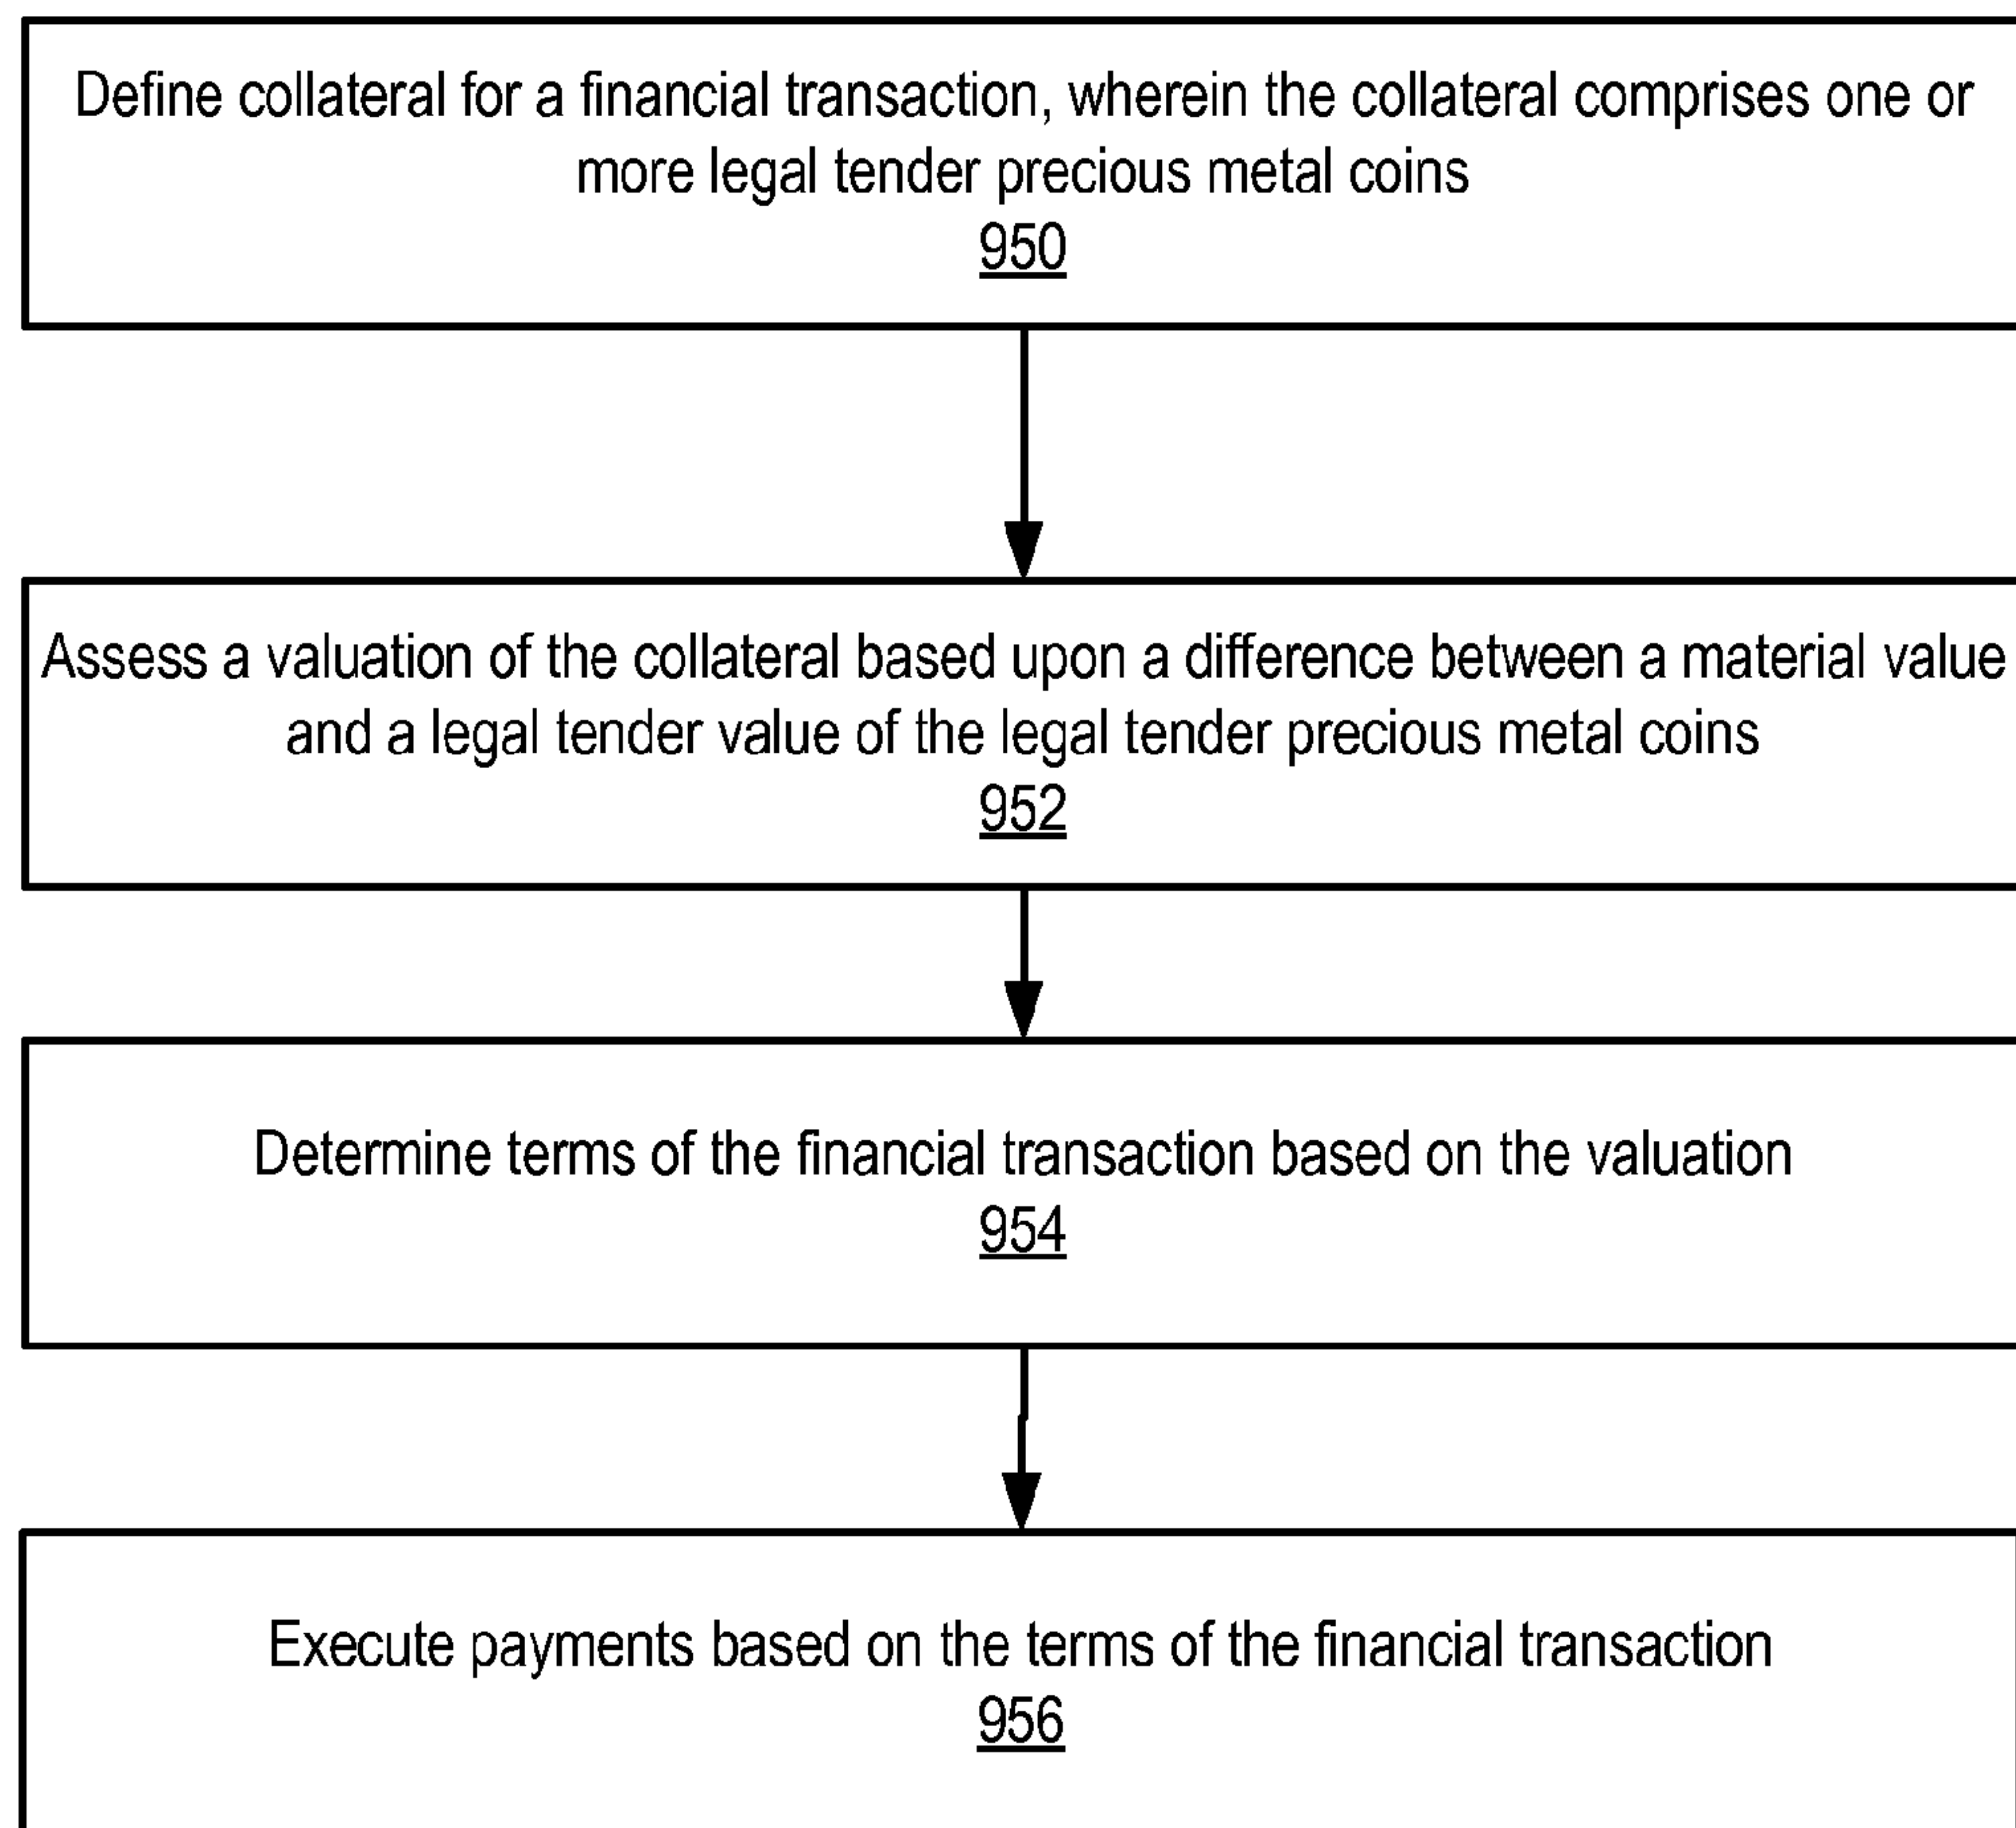 Define collateral for a financial transaction, wherein the collateral comprises one or
more legal tender precious metal coins
950
Assess a valuation of the collateral based upon a difference between a material value
and a legal tender value of the legal tender precious metal coins
952
Determine terms of the financial transaction based on the valuation
954
Execute payments based on the terms of the financial transaction
956